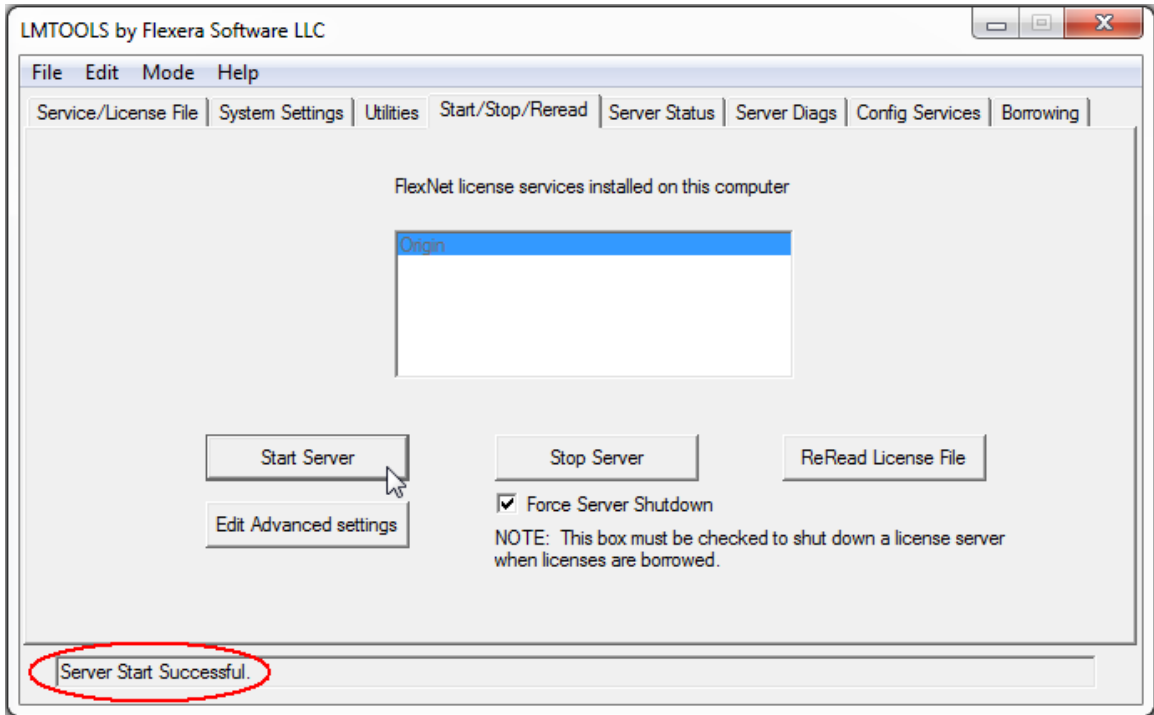 LMTOOLS by Flexera Software LLC
File Edit Mode Help
Service/License File System Settings Utilities Start/Stop/Reread Server Status Server Diags Config Services Borrowing
FlexNet license services installed on this computer
Origin
Start Server Stop Server ReRead License File
Edit Advanced settings Force Server Shutdown
NOTE: This box must be checked to shut down a license server
when licenses are borrowed.
Server Start Successful.